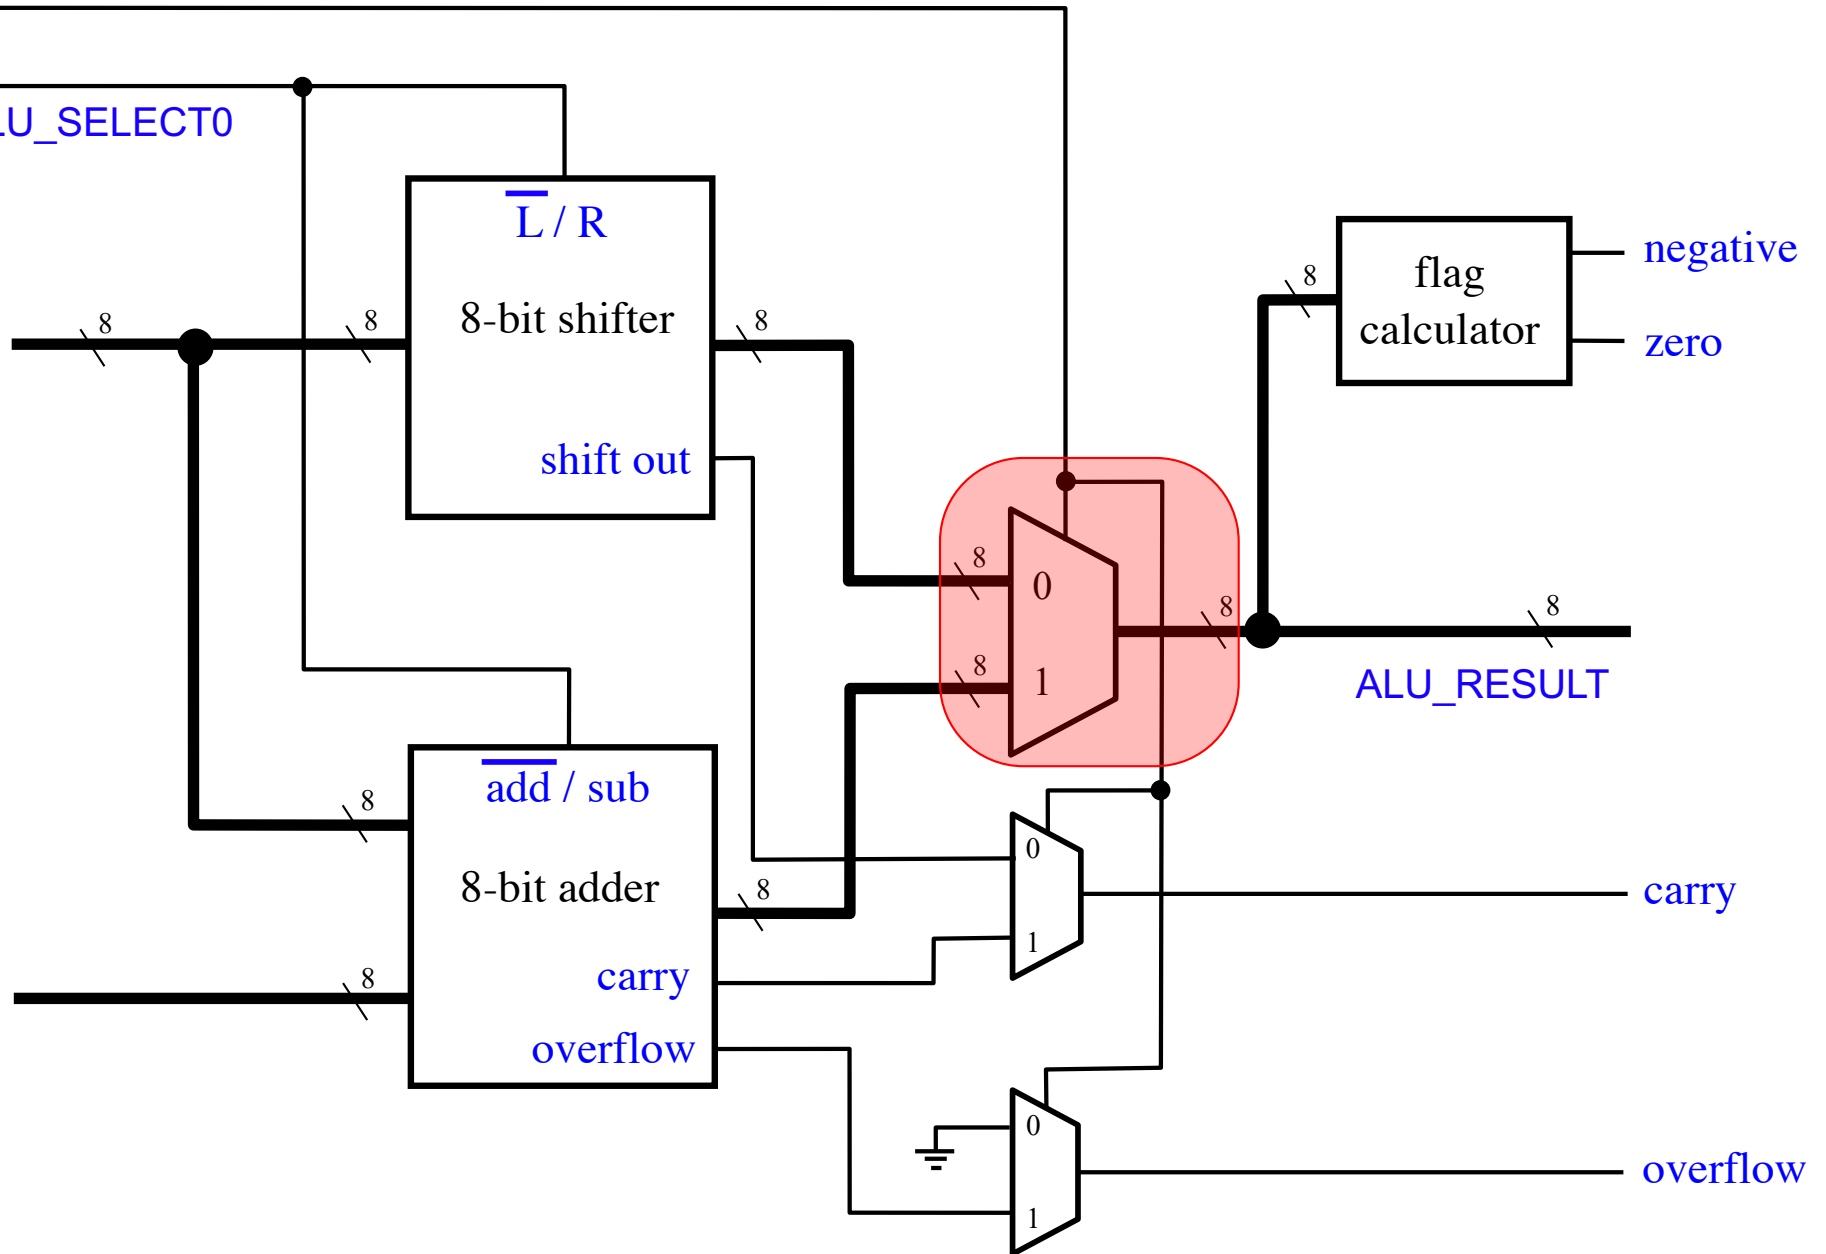 LU_SELECT0
L / R
8-bit shifter
shift out
8
8
8
8
8
0
1
8
8
ALU_RESULT
8
flag
calculator
negative
zero
add / sub
8-bit adder
carry
overflow
8
8
8
0
1
carry
0
1
overflow